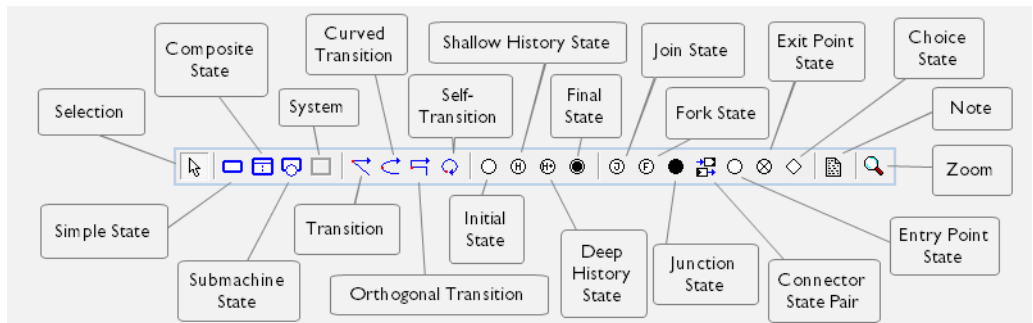 Composite
State
Curved
Transition
Shallow History State
Join State
Exit Point
State
Choice
State
Selection
System
Self-
Transition
Final
State
Fork State
Note
H
H*
J
F
Zoom
Simple State
Transition
Initial
State
Entry Point
State
Submachine
State
Orthogonal Transition
Deep
History
State
Junction
State
Connector
State Pair